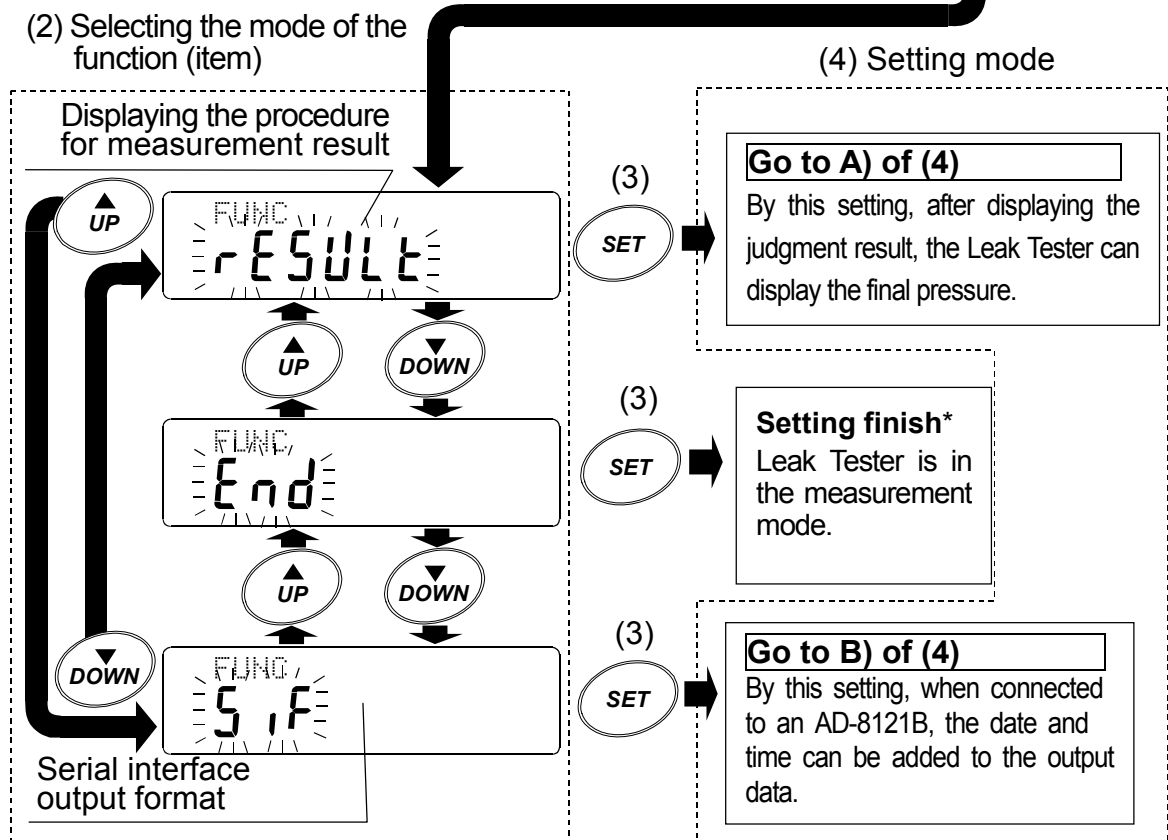 (2) Selecting the mode of the
function (item)
(4) Setting mode
Displaying the procedure
for measurement result
▲
UP
FUNC
rESULt
(3)
SET
Go to A) of (4)
By this setting, after displaying the
judgment result, the Leak Tester can
display the final pressure.
▲
UP
▼
DOWN
FUNC
End
(3)
SET
Setting finish*
Leak Tester is in
the measurement
mode.
▲
UP
▼
DOWN
▼
DOWN
FUNC
SiF
(3)
SET
Go to B) of (4)
By this setting, when connected
to an AD-8121B, the date and
time can be added to the output
data.
Serial interface
output format